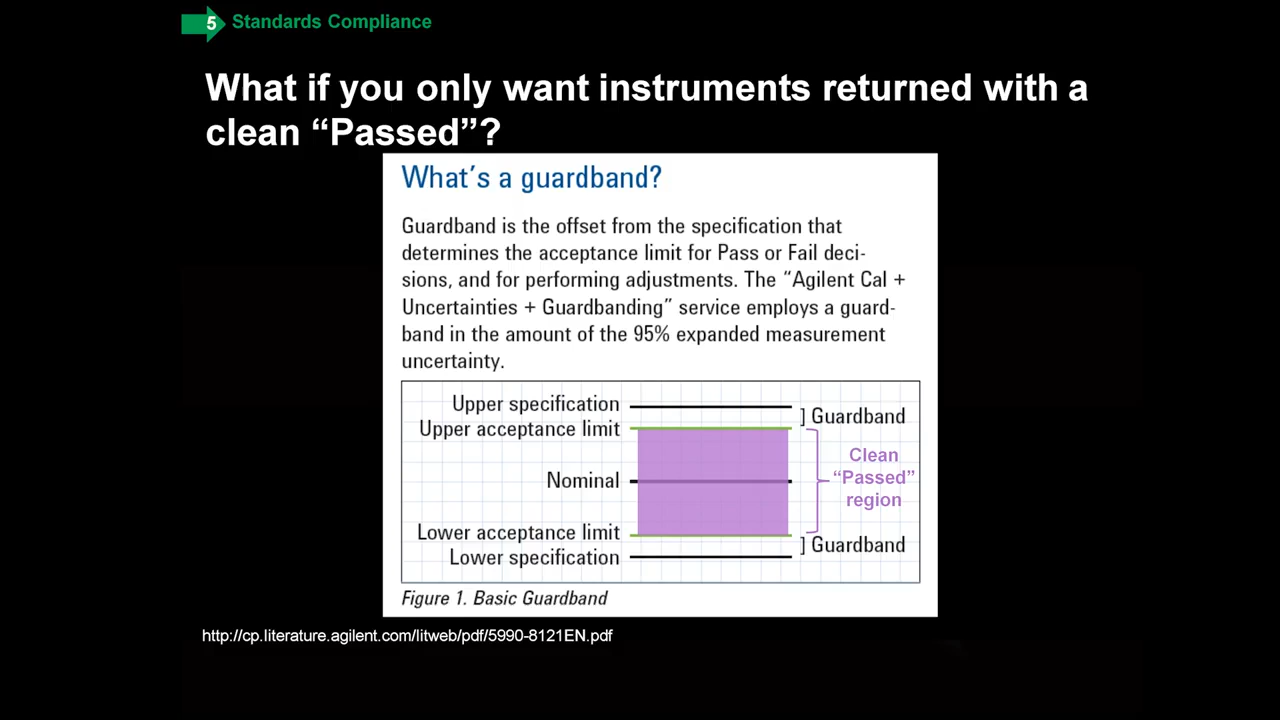 5 Standards Compliance
What if you only want instruments returned with a
clean “Passed”?
What's a guardband?
Guardband is the offset from the specification that
determines the acceptance limit for Pass or Fail deci-
sions, and for performing adjustments. The “Agilent Cal +
Uncertainties + Guardbanding” service employs a guard-
band in the amount of the 95% expanded measurement
uncertainty.
Upper specification
] Guardband
Upper acceptance limit
Clean
“Passed”
region
Nominal
Lower acceptance limit
] Guardband
Lower specification
Figure 1. Basic Guardband
http://cp.literature.agilent.com/litweb/pdf/5990-8121EN.pdf